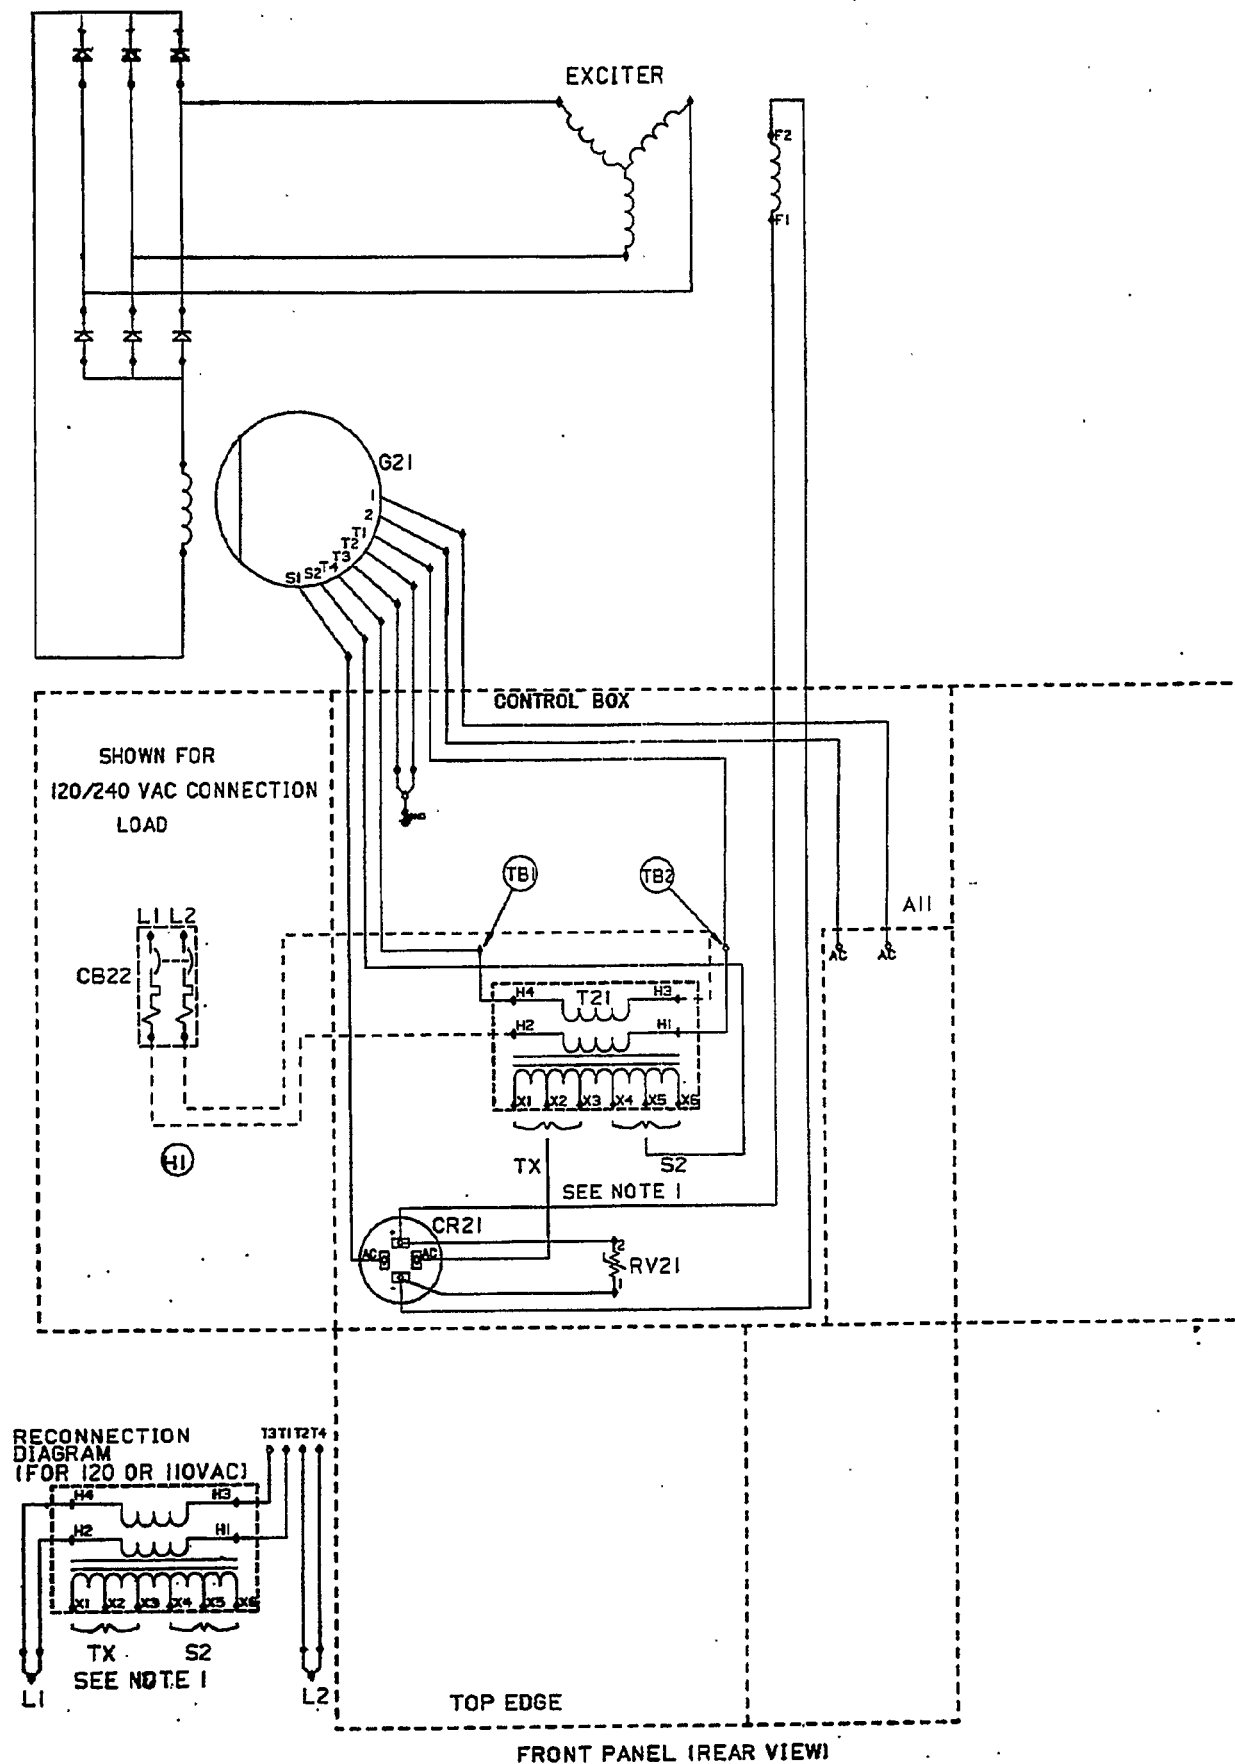 EXCITER
F2
F1
G21
1
2
T1
T2
T3
T4
S2
S1
CONTROL BOX
SHOWN FOR
120/240 VAC CONNECTION
LOAD
GND
TB1
TB2
A11
L1 L2
CB22
AC AC
H4 T21 H3
H2 H1
X1 X2 X3 X4 X5 X6
H1
TX S2
SEE NOTE 1
CR21
+
AC AC
-
2
RV21
1
RECONNECTION
DIAGRAM
(FOR 120 OR 110VAC)
T3 T1 T2 T4
H4 H3
H2 H1
X1 X2 X3 X4 X5 X6
TX S2
SEE NOTE 1
L1 L2
TOP EDGE
FRONT PANEL (REAR VIEW)